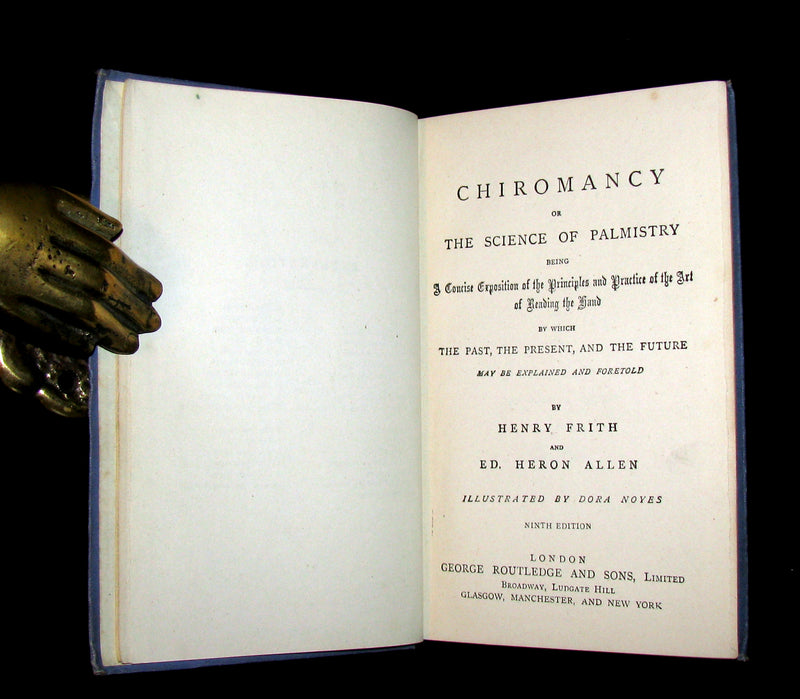 CHIROMANCY
OR
THE SCIENCE OF PALMISTRY
BEING
A Concise Exposition of the Principles and Practice of the Art
of Reading the Hand
BY WHICH
THE PAST, THE PRESENT, AND THE FUTURE
MAY BE EXPLAINED AND FORETOLD
BY
HENRY FRITH
AND
ED. HERON ALLEN
ILLUSTRATED BY DORA NOYES
NINTH EDITION
LONDON
GEORGE ROUTLEDGE AND SONS, LIMITED
BROADWAY, LUDGATE HILL
GLASGOW, MANCHESTER, AND NEW YORK